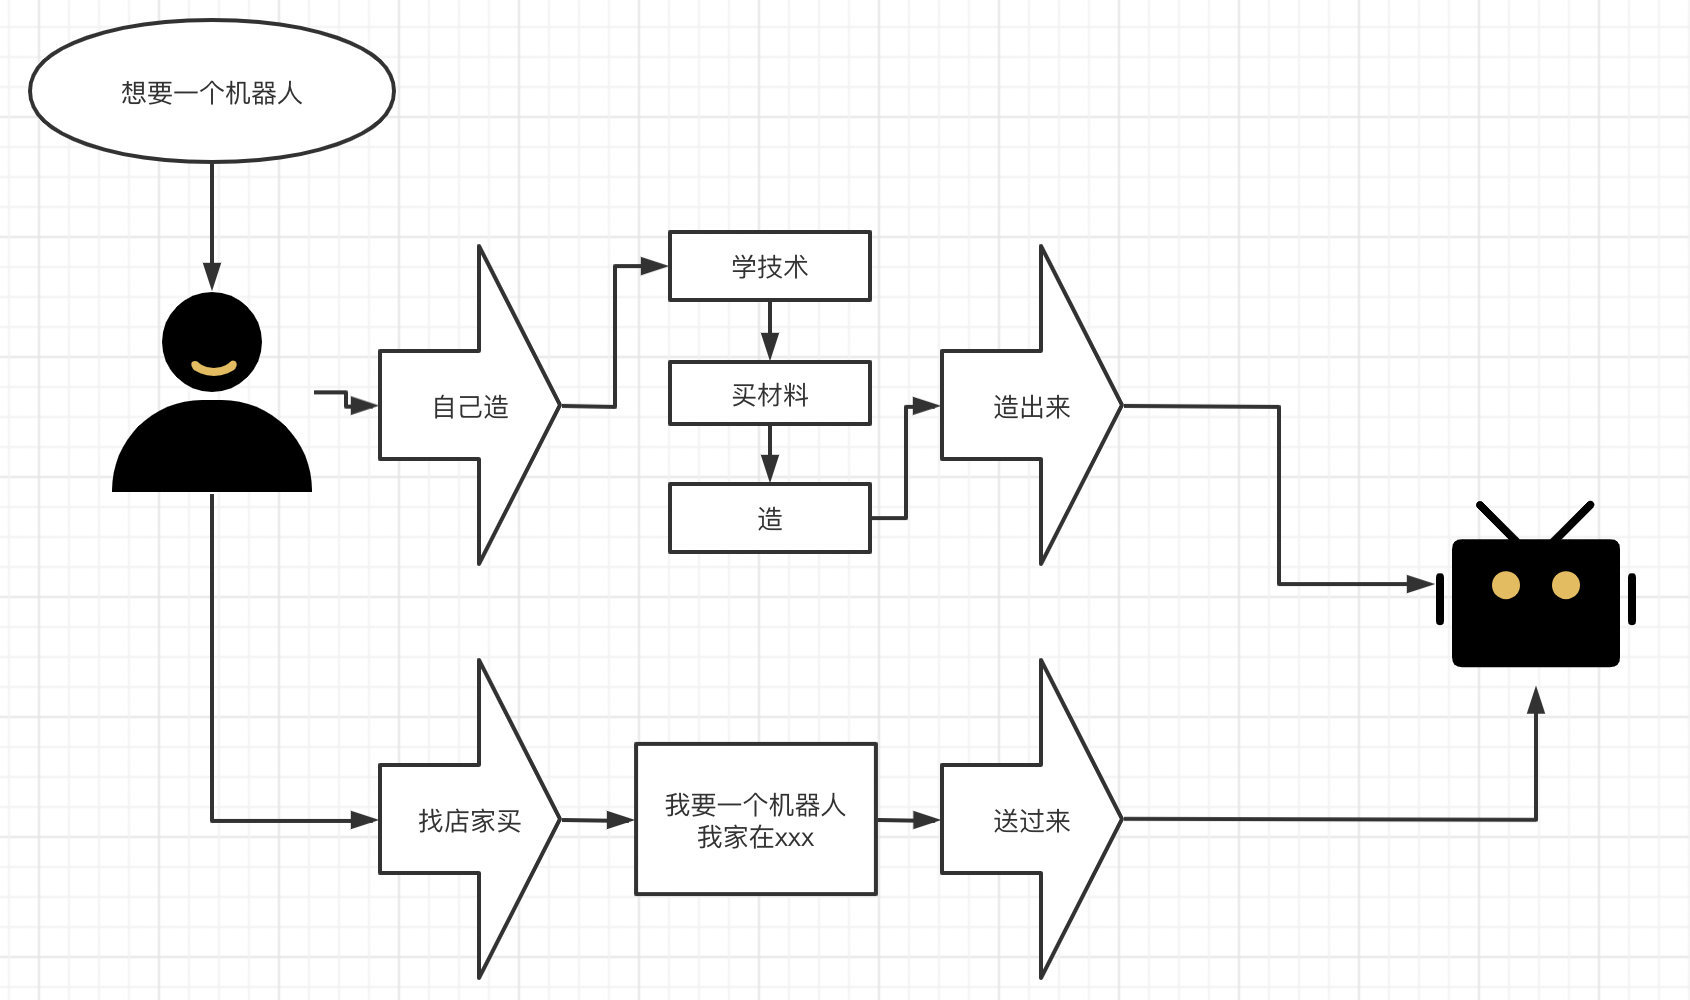 想要一个机器人
自己造
学技术
买材料
造
造出来
找店家买
我要一个机器人
我家在xxx
送过来